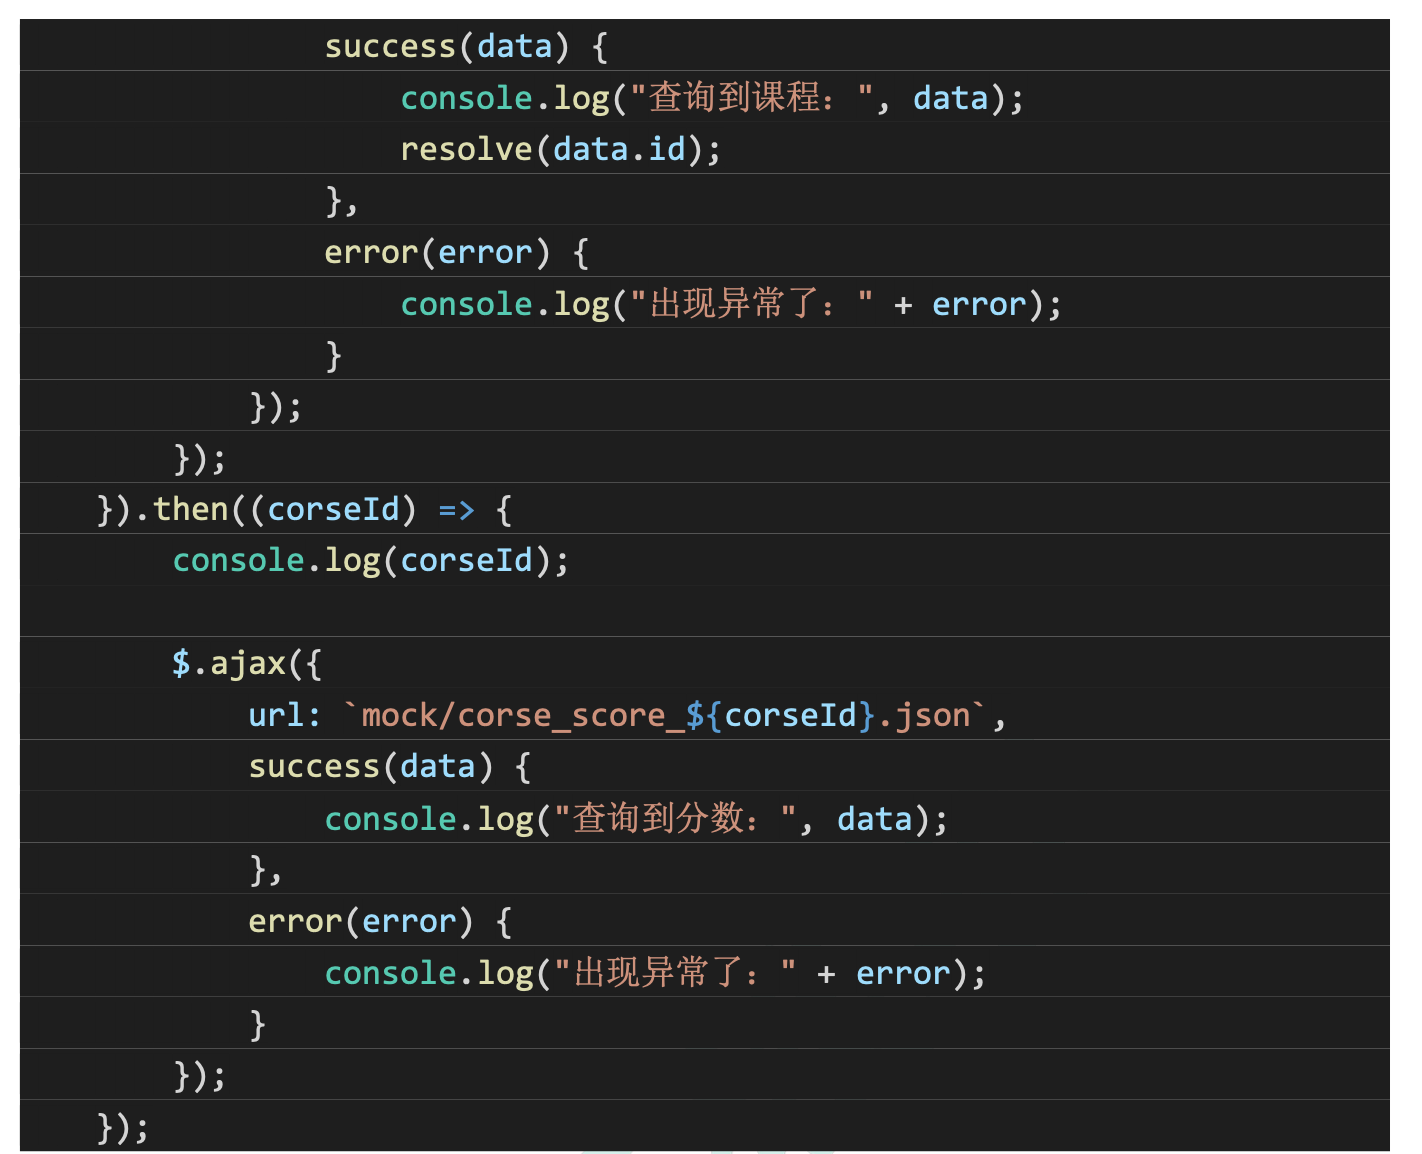 success(data) {
console.log("查询到课程：", data);
resolve(data.id);
},
error(error) {
console.log("出现异常了：" + error);
}
});
});
}).then((corseId) => {
console.log(corseId);
$.ajax({
url: `mock/corse_score_${corseId}.json`,
success(data) {
console.log("查询到分数：", data);
},
error(error) {
console.log("出现异常了：" + error);
}
});
});